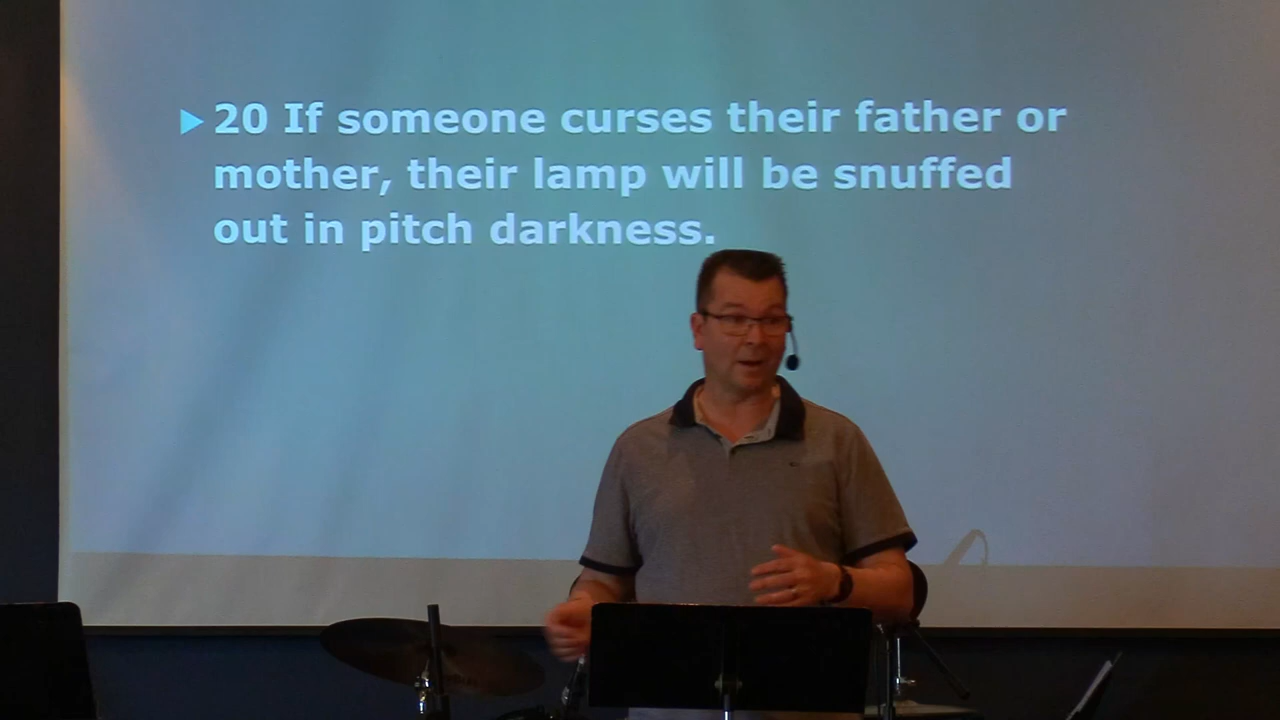 20 If someone curses their father or
mother, their lamp will be snuffed
out in pitch darkness.